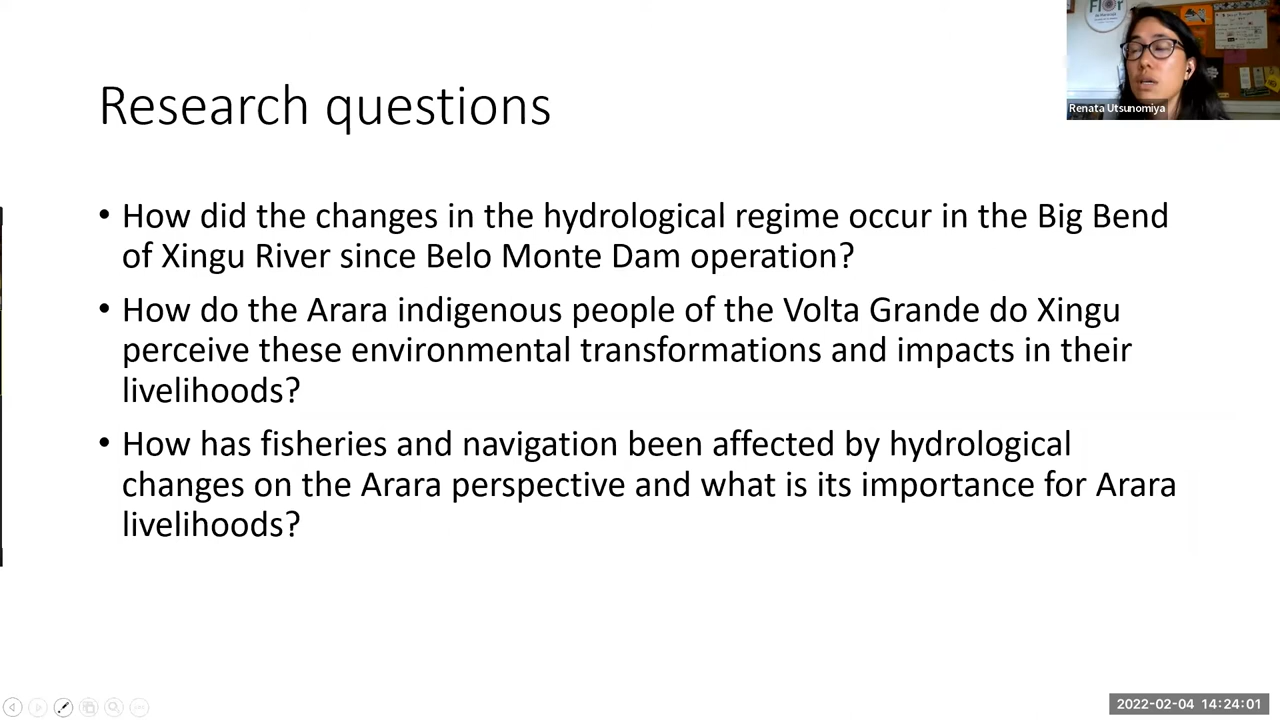 Flor
Renata Utsunomiya
Research questions
• How did the changes in the hydrological regime occur in the Big Bend
of Xingu River since Belo Monte Dam operation?
• How do the Arara indigenous people of the Volta Grande do Xingu
perceive these environmental transformations and impacts in their
livelihoods?
• How has fisheries and navigation been affected by hydrological
changes on the Arara perspective and what is its importance for Arara
livelihoods?
2022-02-04 14:24:01